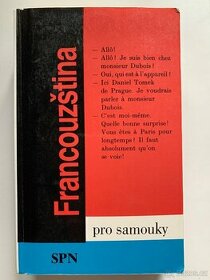 Francouzština
— Allô!
— Allô! Je suis bien chez
monsieur Dubois?
— Oui, qui est à l'appareil?
— Ici Daniel Tomek
de Prague. Je voudrais
parler à monsieur
Dubois.
— C'est moi-même.
Quelle bonne surprise!
Vous êtes à Paris pour
longtemps? Il faut
absolument qu'on
se voie!
pro samouky
SPN